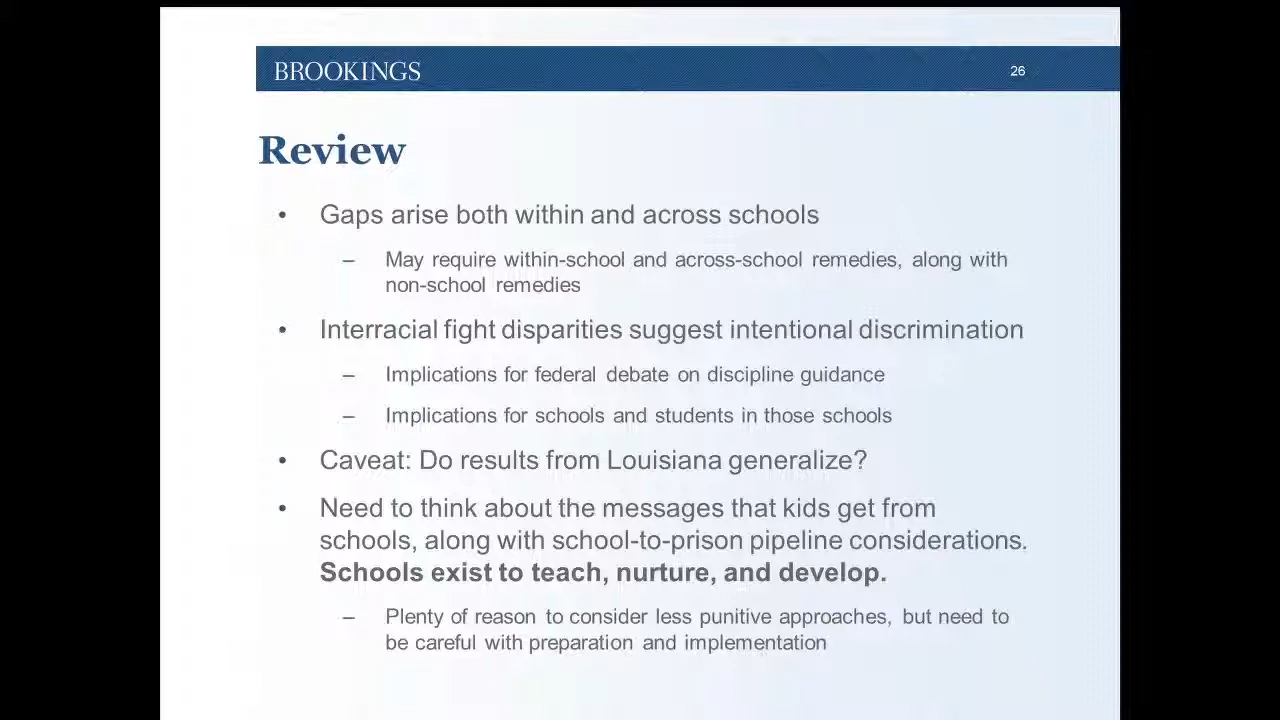 BROOKINGS
26
Review
• Gaps arise both within and across schools
– May require within-school and across-school remedies, along with
non-school remedies
• Interracial fight disparities suggest intentional discrimination
– Implications for federal debate on discipline guidance
– Implications for schools and students in those schools
• Caveat: Do results from Louisiana generalize?
• Need to think about the messages that kids get from
schools, along with school-to-prison pipeline considerations.
Schools exist to teach, nurture, and develop.
– Plenty of reason to consider less punitive approaches, but need to
be careful with preparation and implementation